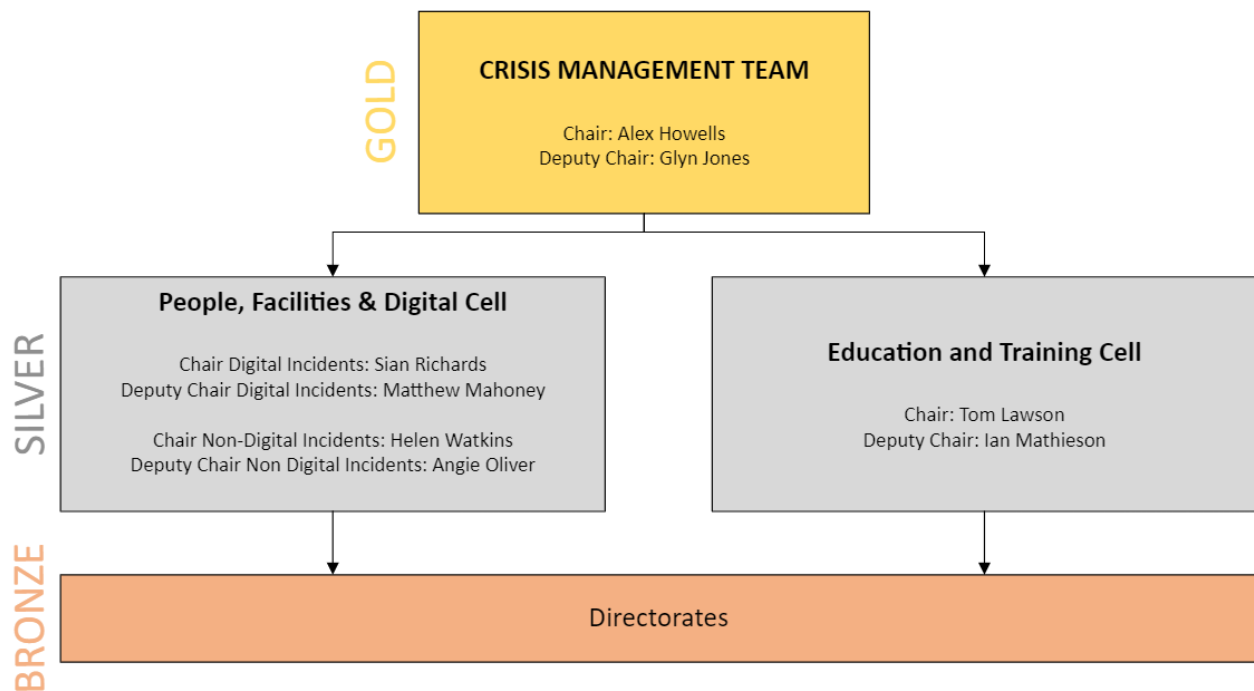 GOLD
CRISIS MANAGEMENT TEAM
Chair: Alex Howells
Deputy Chair: Glyn Jones
SILVER
People, Facilities & Digital Cell
Chair Digital Incidents: Sian Richards
Deputy Chair Digital Incidents: Matthew Mahoney
Chair Non-Digital Incidents: Helen Watkins
Deputy Chair Non Digital Incidents: Angie Oliver
Education and Training Cell
Chair: Tom Lawson
Deputy Chair: Ian Mathieson
BRONZE
Directorates